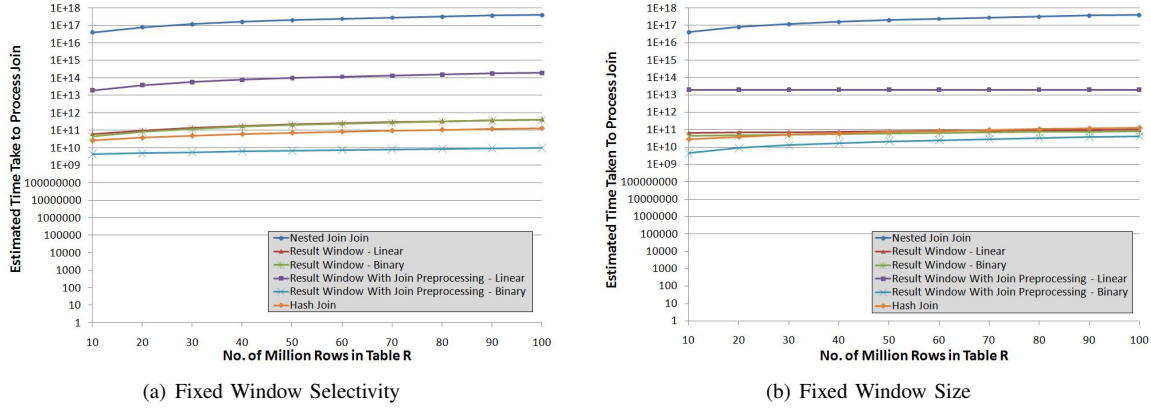 Estimated Time Take to Process Join
1E+18
1E+17
1E+16
1E+15
1E+14
1E+13
1E+12
1E+11
1E+10
1E+09
100000000
10000000
1000000
100000
10000
1000
100
10
1
Nested Join Join
Result Window - Linear
Result Window - Binary
Result Window With Join Preprocessing - Linear
Result Window With Join Preprocessing - Binary
Hash Join
10 20 30 40 50 60 70 80 90 100
No. of Million Rows in Table R
(a) Fixed Window Selectivity
Estimated Time Taken To Process Join
1E+18
1E+17
1E+16
1E+15
1E+14
1E+13
1E+12
1E+11
1E+10
1E+09
100000000
10000000
1000000
100000
10000
1000
100
10
1
Nested Join Join
Result Window - Linear
Result Window - Binary
Result Window With Join Preprocessing - Linear
Result Window With Join Preprocessing - Binary
Hash Join
10 20 30 40 50 60 70 80 90 100
No. of Million Rows in Table R
(b) Fixed Window Size